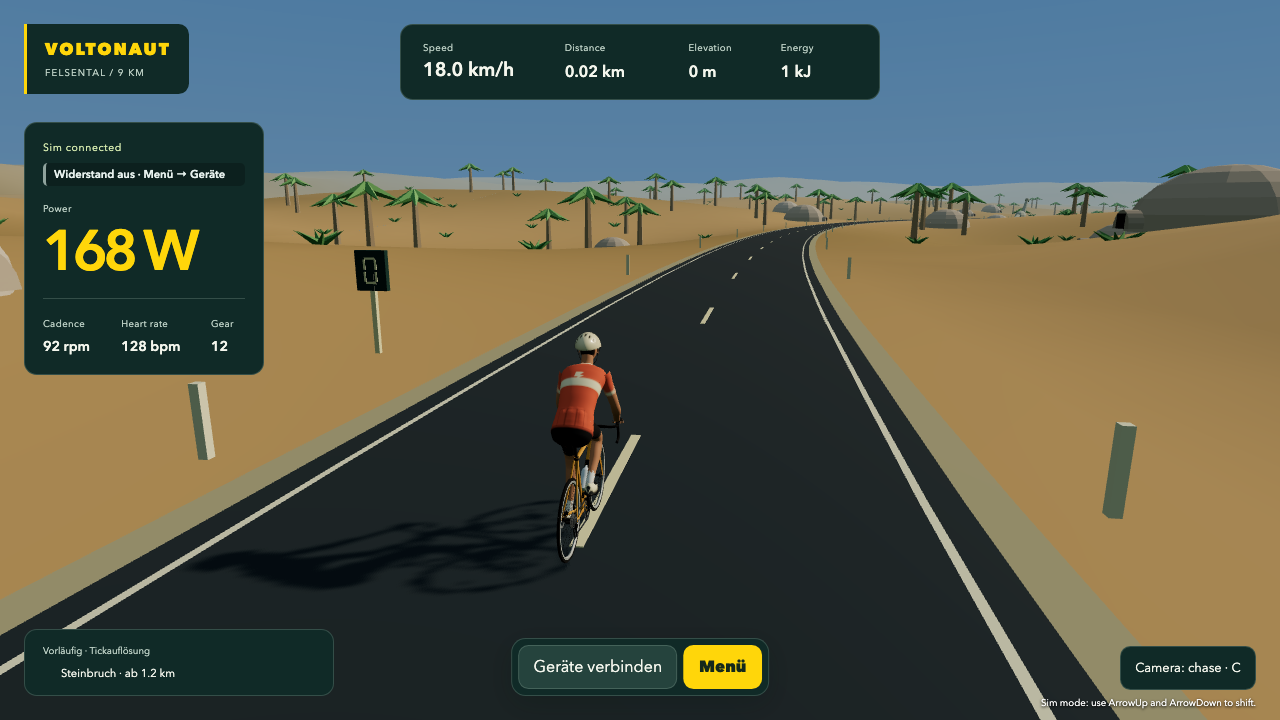 VOLTONAUT
FELSENTAL / 9 KM
Speed
18.0 km/h
Distance
0.02 km
Elevation
0 m
Energy
1 kJ
Sim connected
Widerstand aus · Menü → Geräte
Power
168 W
Cadence
92 rpm
Heart rate
128 bpm
Gear
12
0
Vorläufig · Tickauflösung
Steinbruch · ab 1.2 km
Geräte verbinden
Menü
Camera: chase · C
Sim mode: use ArrowUp and ArrowDown to shift.